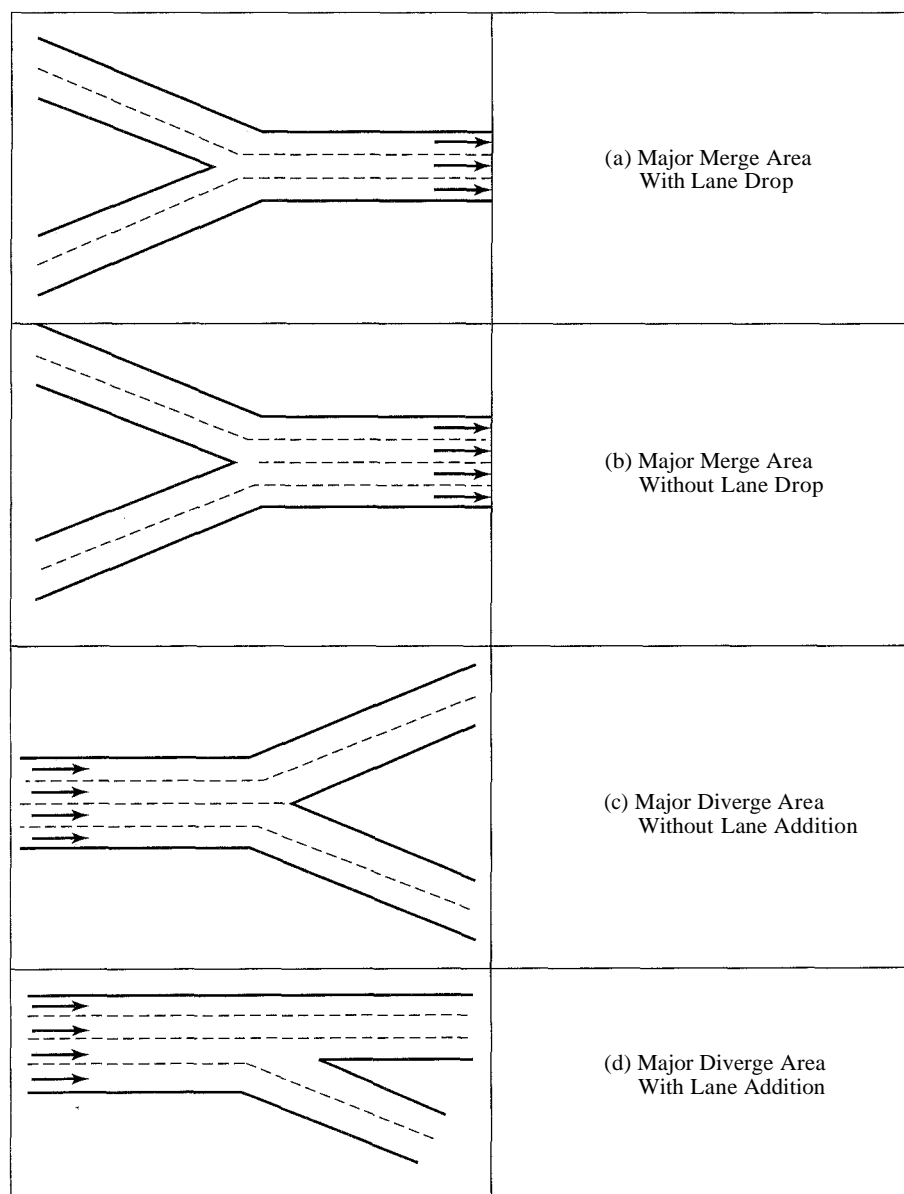 (a) Major Merge Area
With Lane Drop
(b) Major Merge Area
Without Lane Drop
(c) Major Diverge Area
Without Lane Addition
(d) Major Diverge Area
With Lane Addition